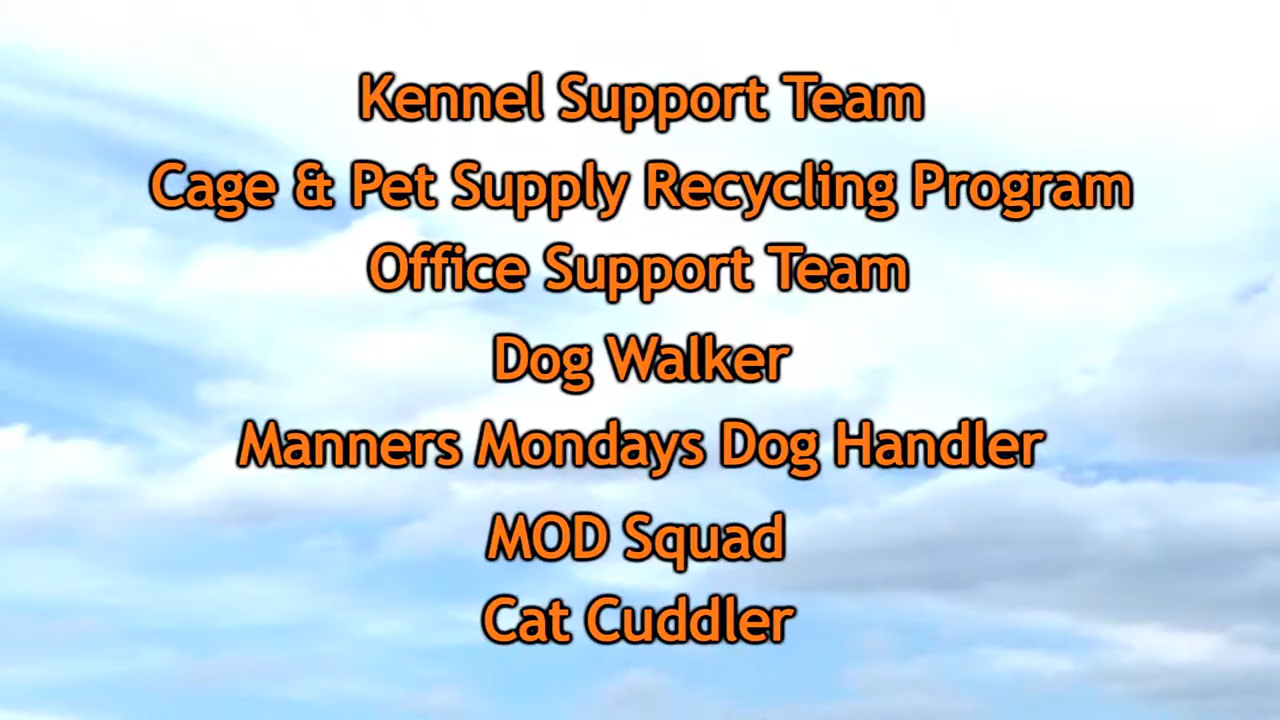 Kennel Support Team
Cage & Pet Supply Recycling Program
Office Support Team
Dog Walker
Manners Mondays Dog Handler
MOD Squad
Cat Cuddler